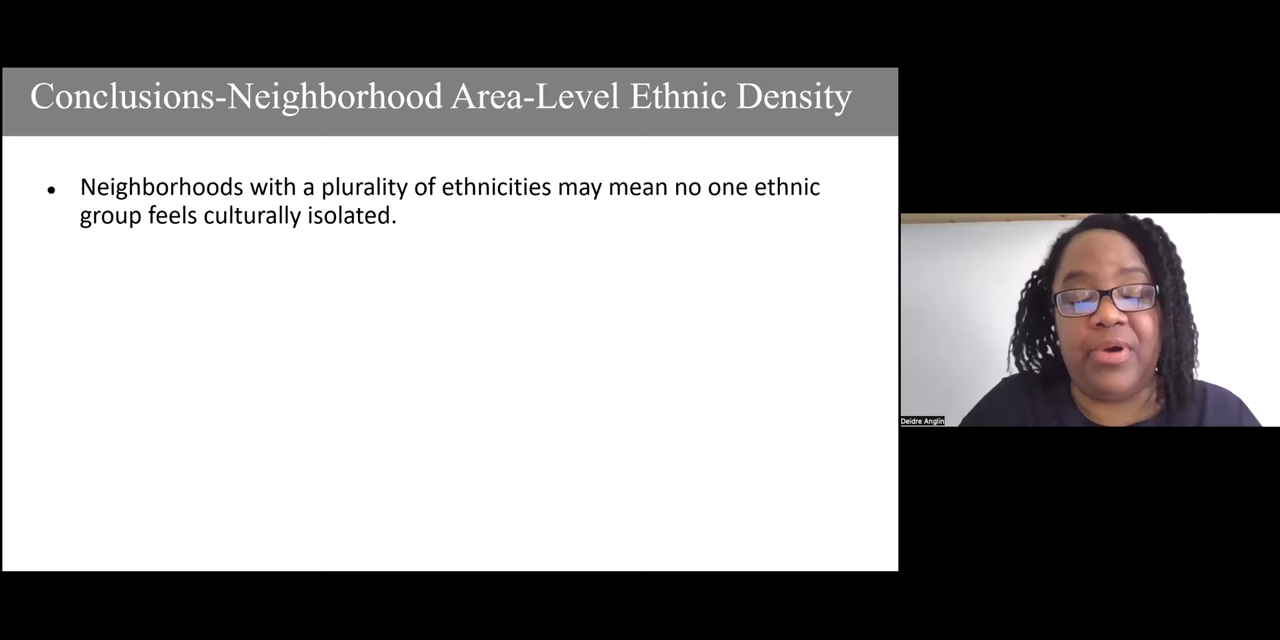 Conclusions-Neighborhood Area-Level Ethnic Density
• Neighborhoods with a plurality of ethnicities may mean no one ethnic
group feels culturally isolated.
Deidre Anglin